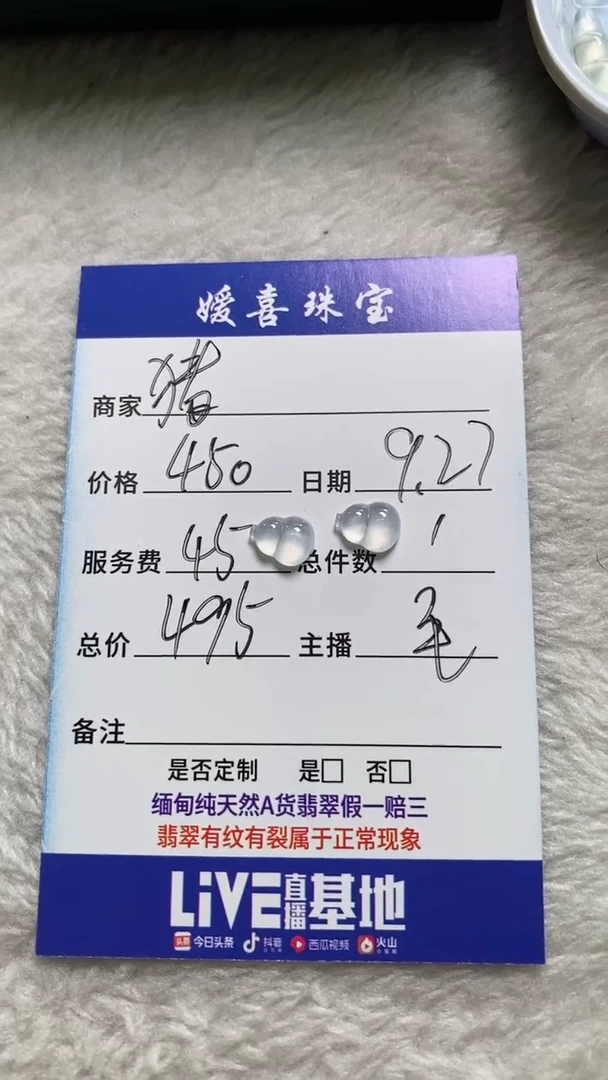 媛喜珠宝
商家 猪
价格 450 日期 9.27
服务费 45 总件数 1
总价 495 主播 毛
备注
是否定制 是□ 否□
缅甸纯天然A货翡翠假一赔三
翡翠有纹有裂属于正常现象
LiVE直播基地
头条 今日头条 抖音 西瓜视频 火山